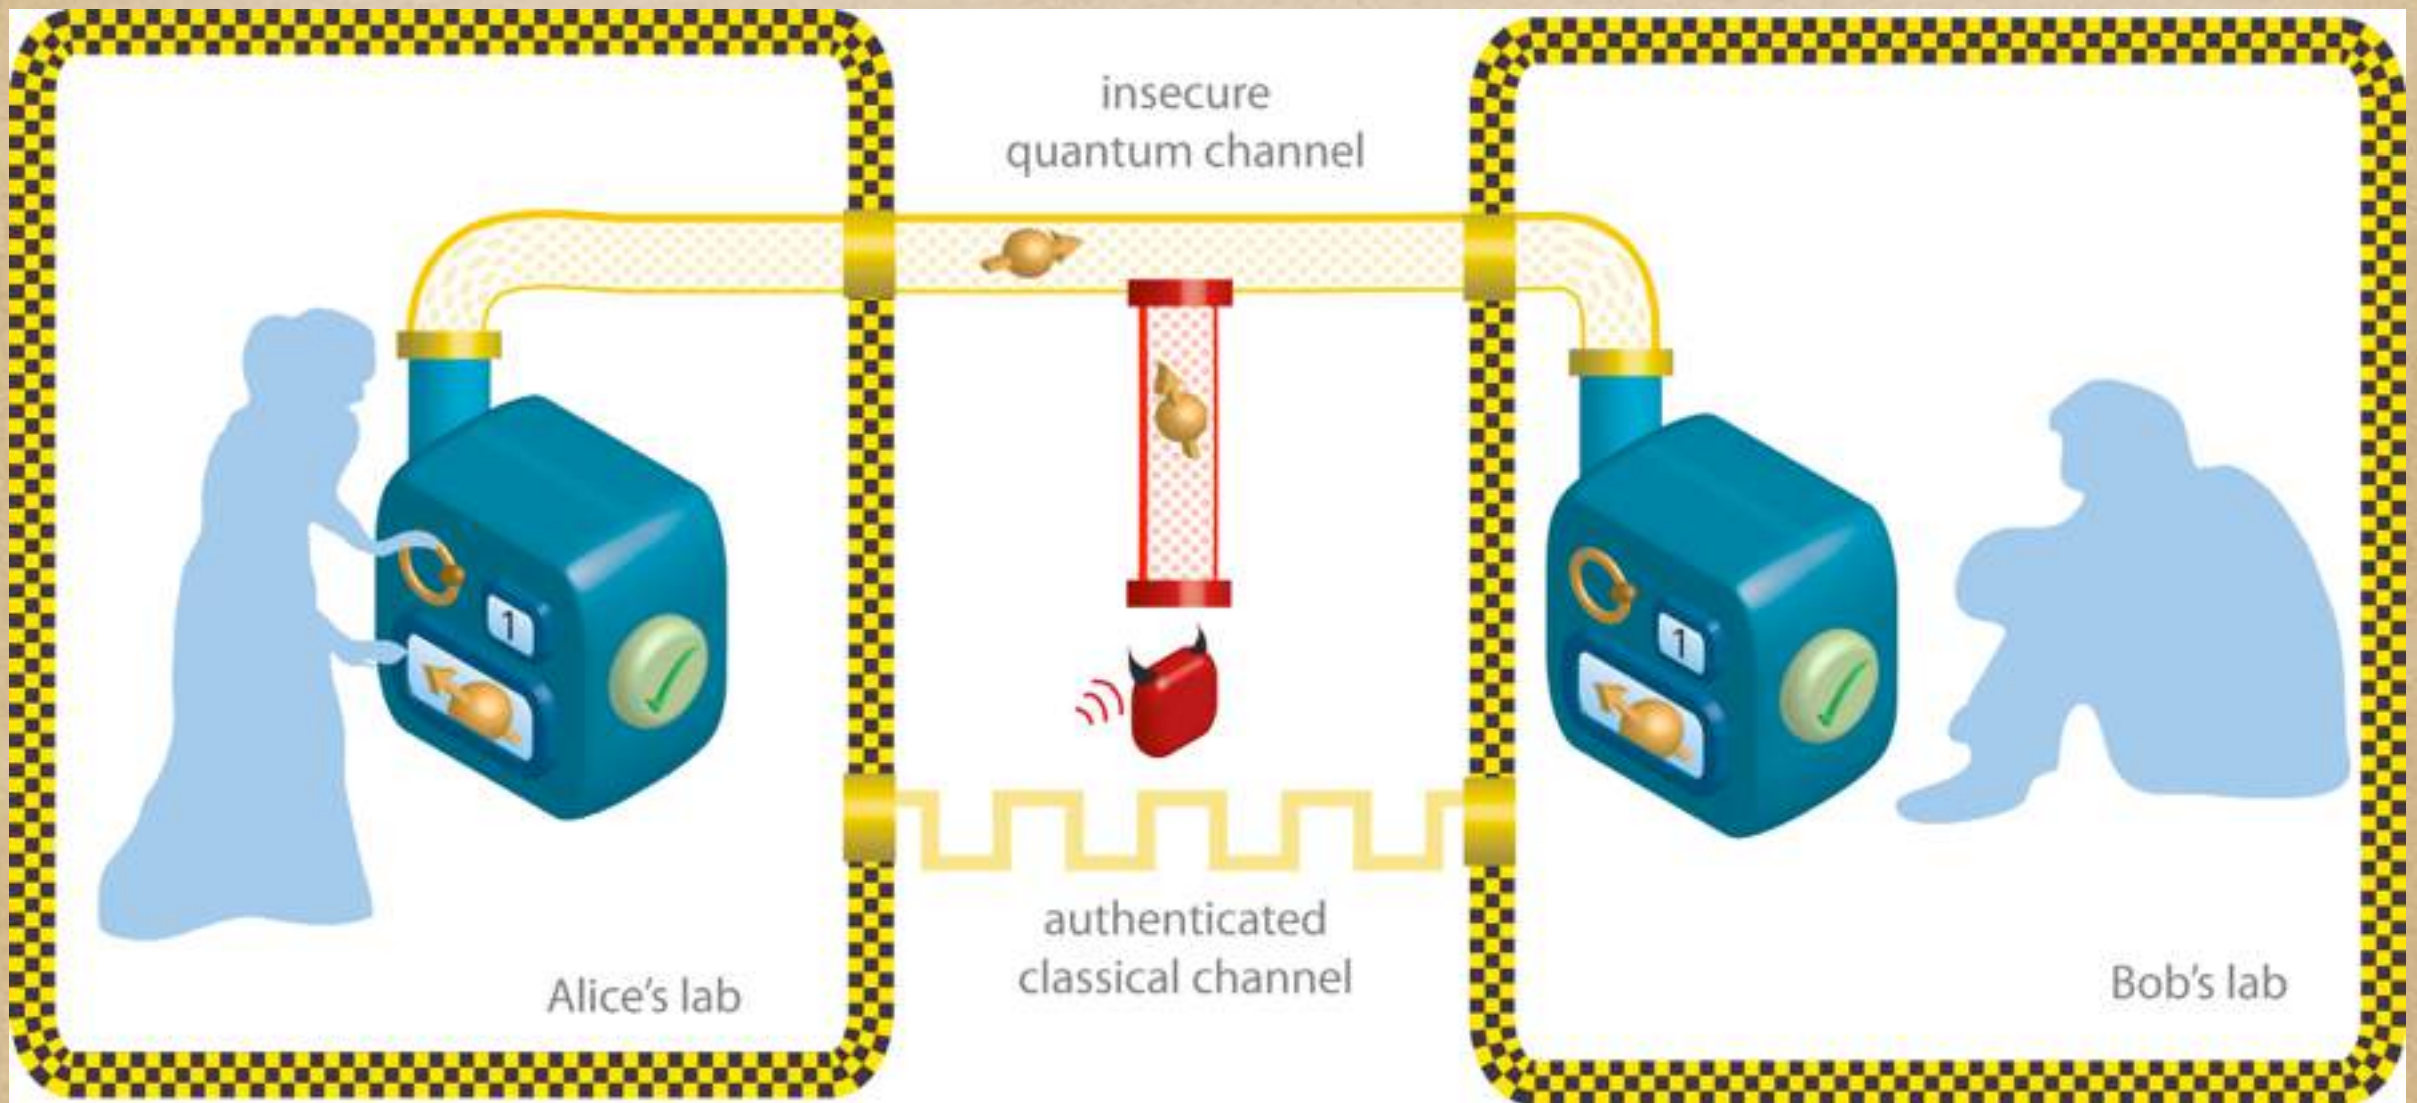 insecure
quantum channel
1
1
authenticated
classical channel
Alice's lab
Bob's lab